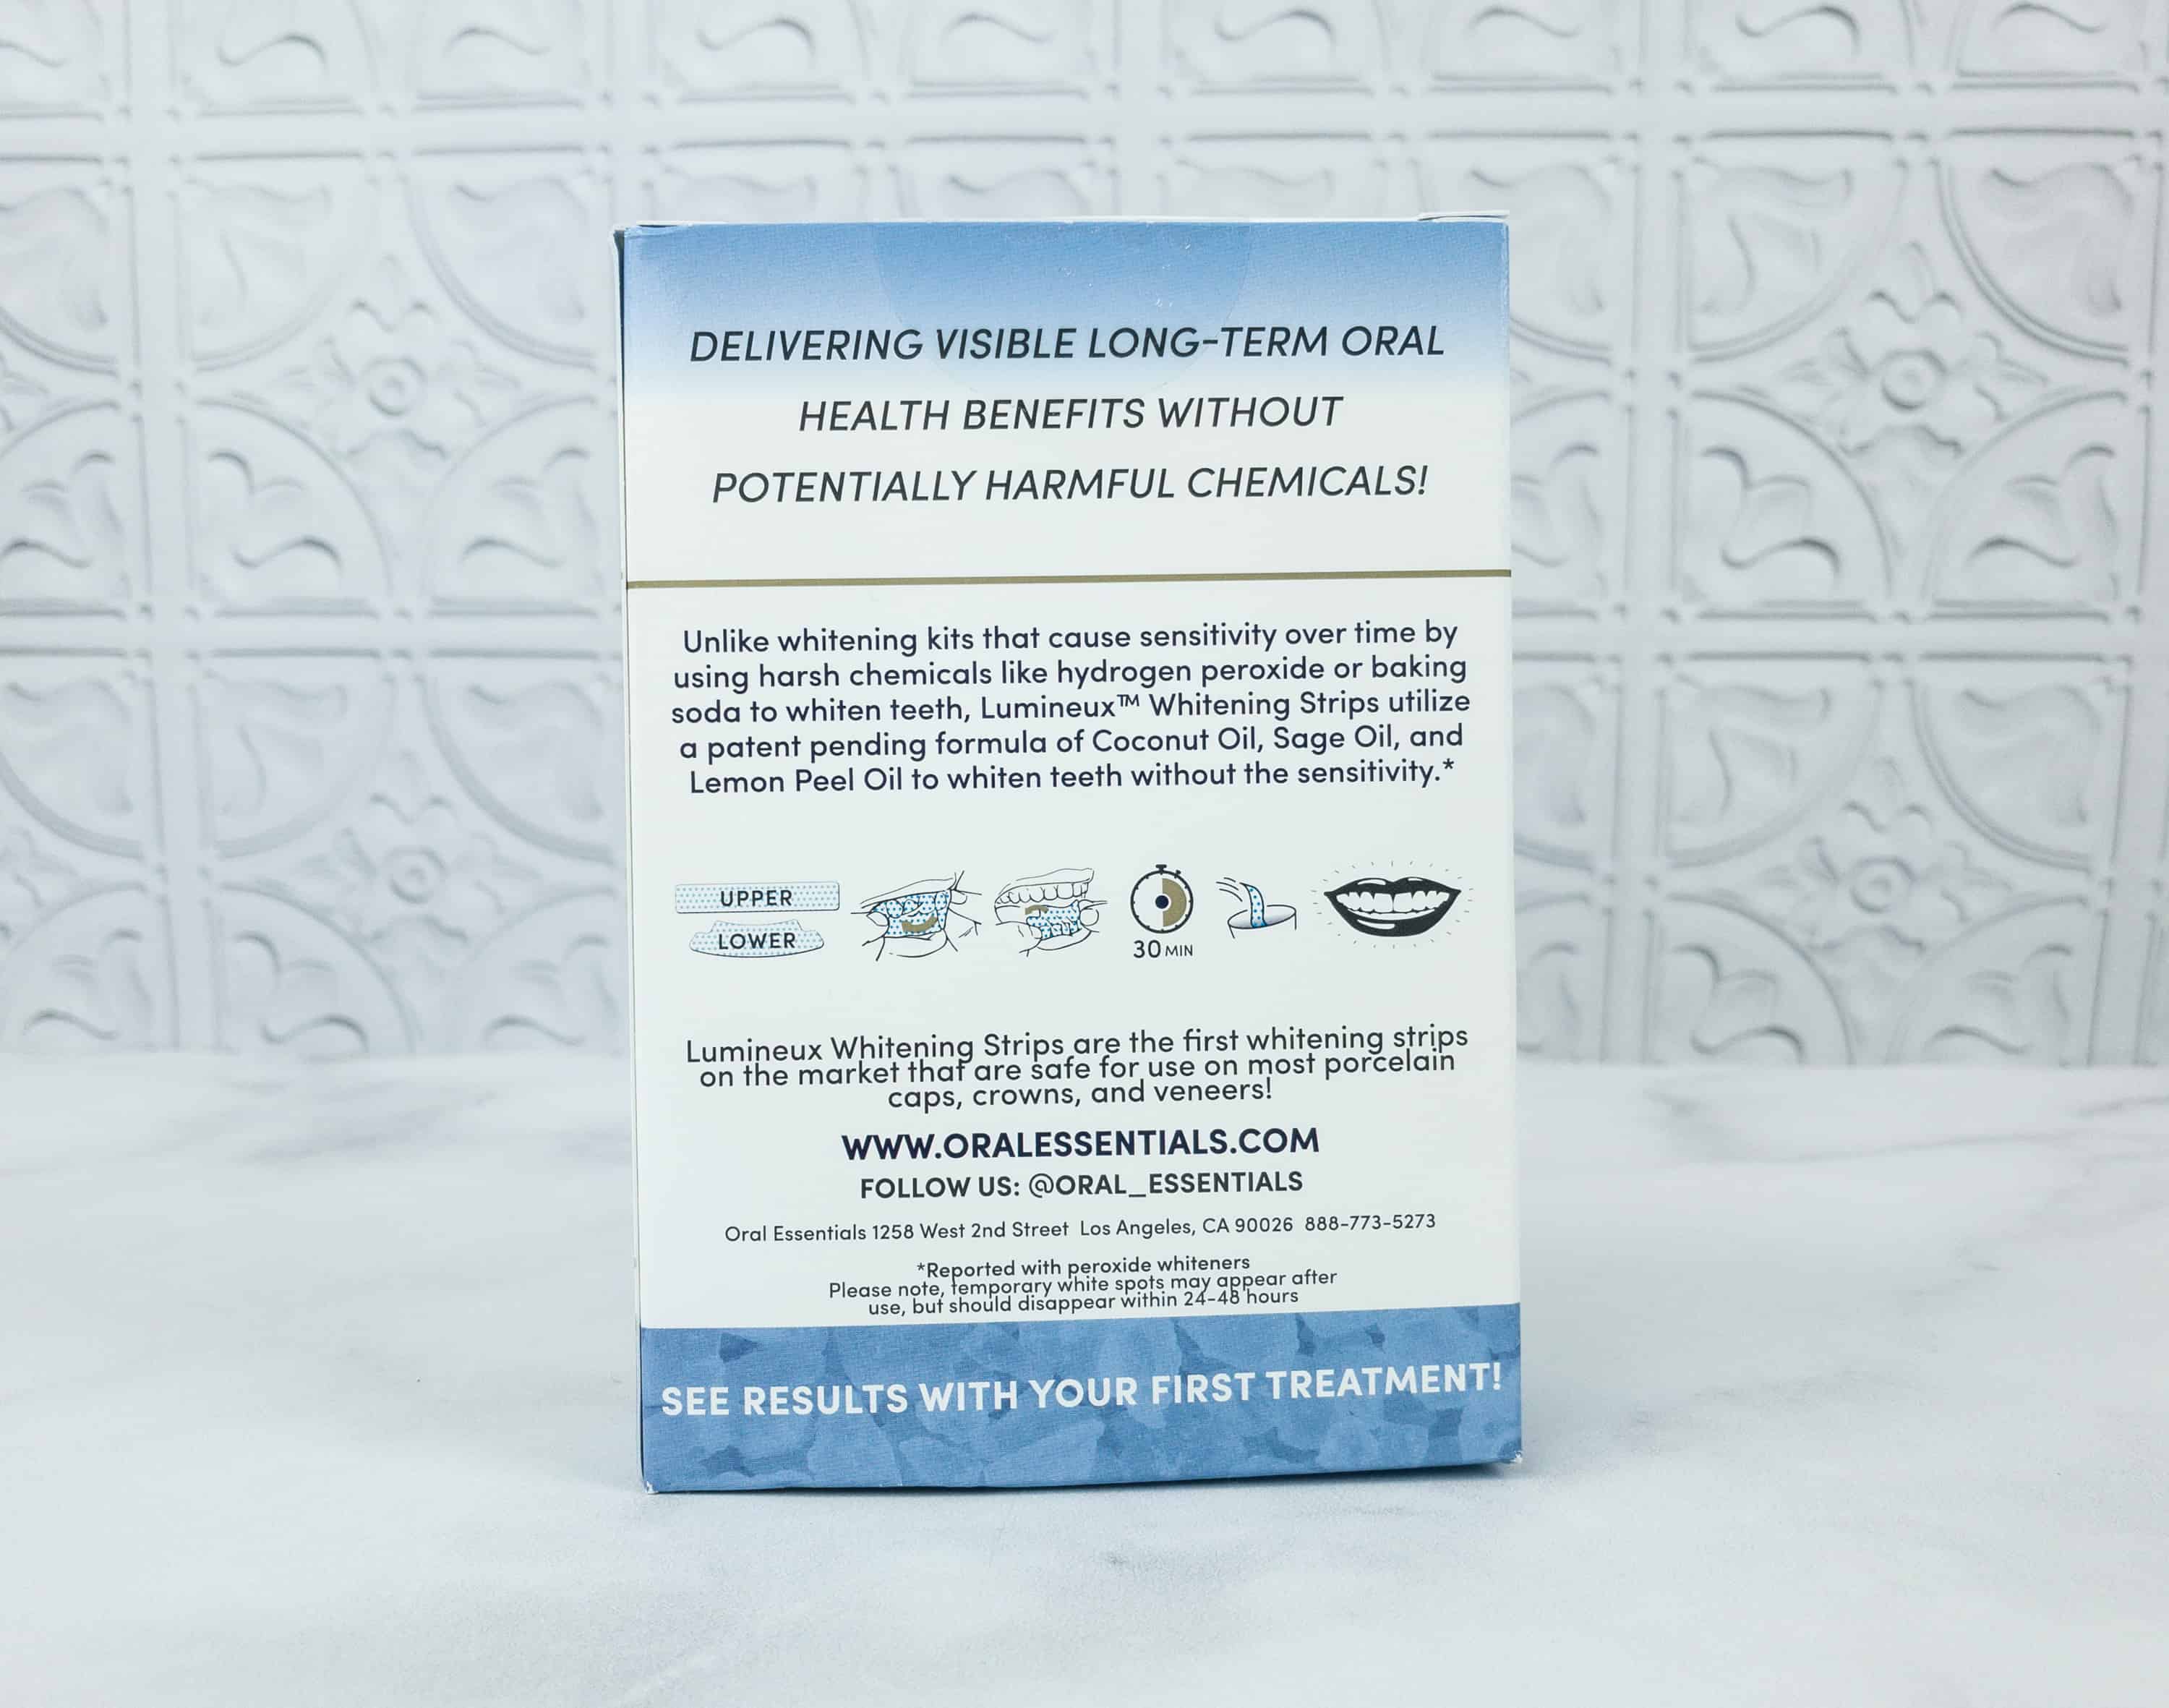 DELIVERING VISIBLE LONG-TERM ORAL
HEALTH BENEFITS WITHOUT
POTENTIALLY HARMFUL CHEMICALS!
Unlike whitening kits that cause sensitivity over time by
using harsh chemicals like hydrogen peroxide or baking
soda to whiten teeth, Lumineux™ Whitening Strips utilize
a patent pending formula of Coconut Oil, Sage Oil, and
Lemon Peel Oil to whiten teeth without the sensitivity.*
UPPER
LOWER
30 MIN
Lumineux Whitening Strips are the first whitening strips
on the market that are safe for use on most porcelain
caps, crowns, and veneers!
WWW.ORALESSENTIALS.COM
FOLLOW US: @ORAL_ESSENTIALS
Oral Essentials 1258 West 2nd Street Los Angeles, CA 90026 888-773-5273
*Reported with peroxide whiteners
Please note, temporary white spots may appear after
use, but should disappear within 24-48 hours
SEE RESULTS WITH YOUR FIRST TREATMENT!